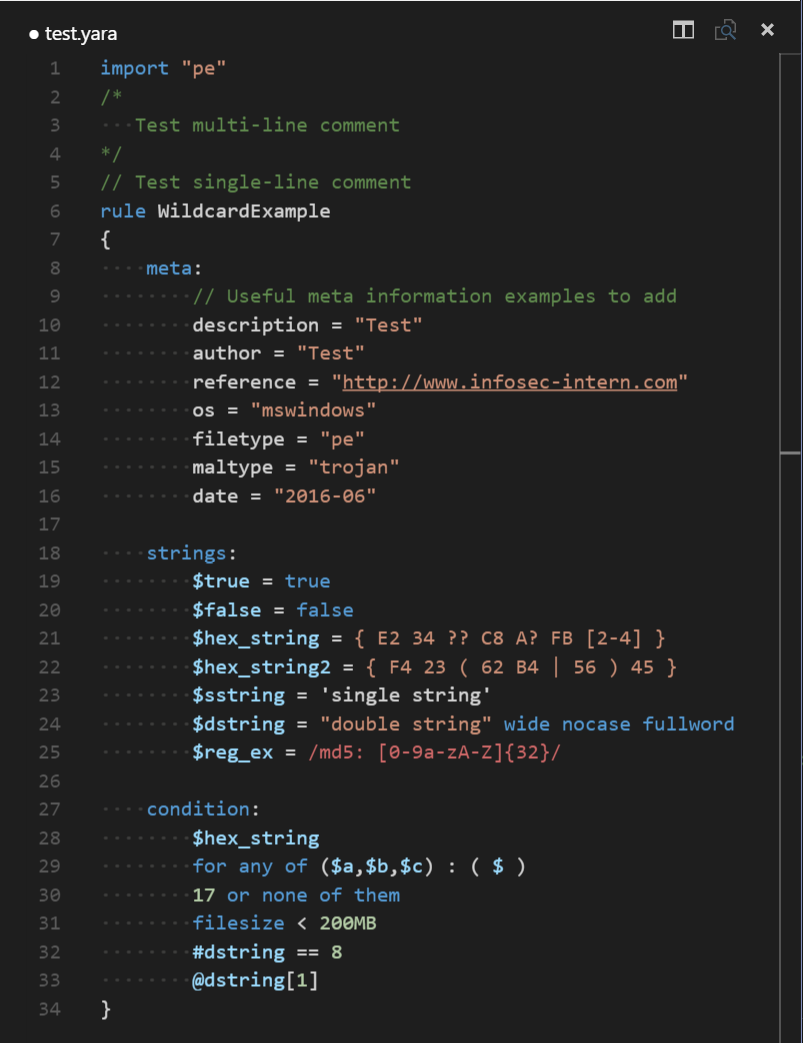 ● test.yara
1 import "pe"
2 /*
3    Test multi-line comment
4 */
5 // Test single-line comment
6 rule WildcardExample
7 {
8     meta:
9         // Useful meta information examples to add
10         description = "Test"
11         author = "Test"
12         reference = "http://www.infosec-intern.com"
13         os = "mswindows"
14         filetype = "pe"
15         maltype = "trojan"
16         date = "2016-06"
17
18     strings:
19         $true = true
20         $false = false
21         $hex_string = { E2 34 ?? C8 A? FB [2-4] }
22         $hex_string2 = { F4 23 ( 62 B4 | 56 ) 45 }
23         $sstring = 'single string'
24         $dstring = "double string" wide nocase fullword
25         $reg_ex = /md5: [0-9a-zA-Z]{32}/
26
27     condition:
28         $hex_string
29         for any of ($a,$b,$c) : ( $ )
30         17 or none of them
31         filesize < 200MB
32         #dstring == 8
33         @dstring[1]
34 }